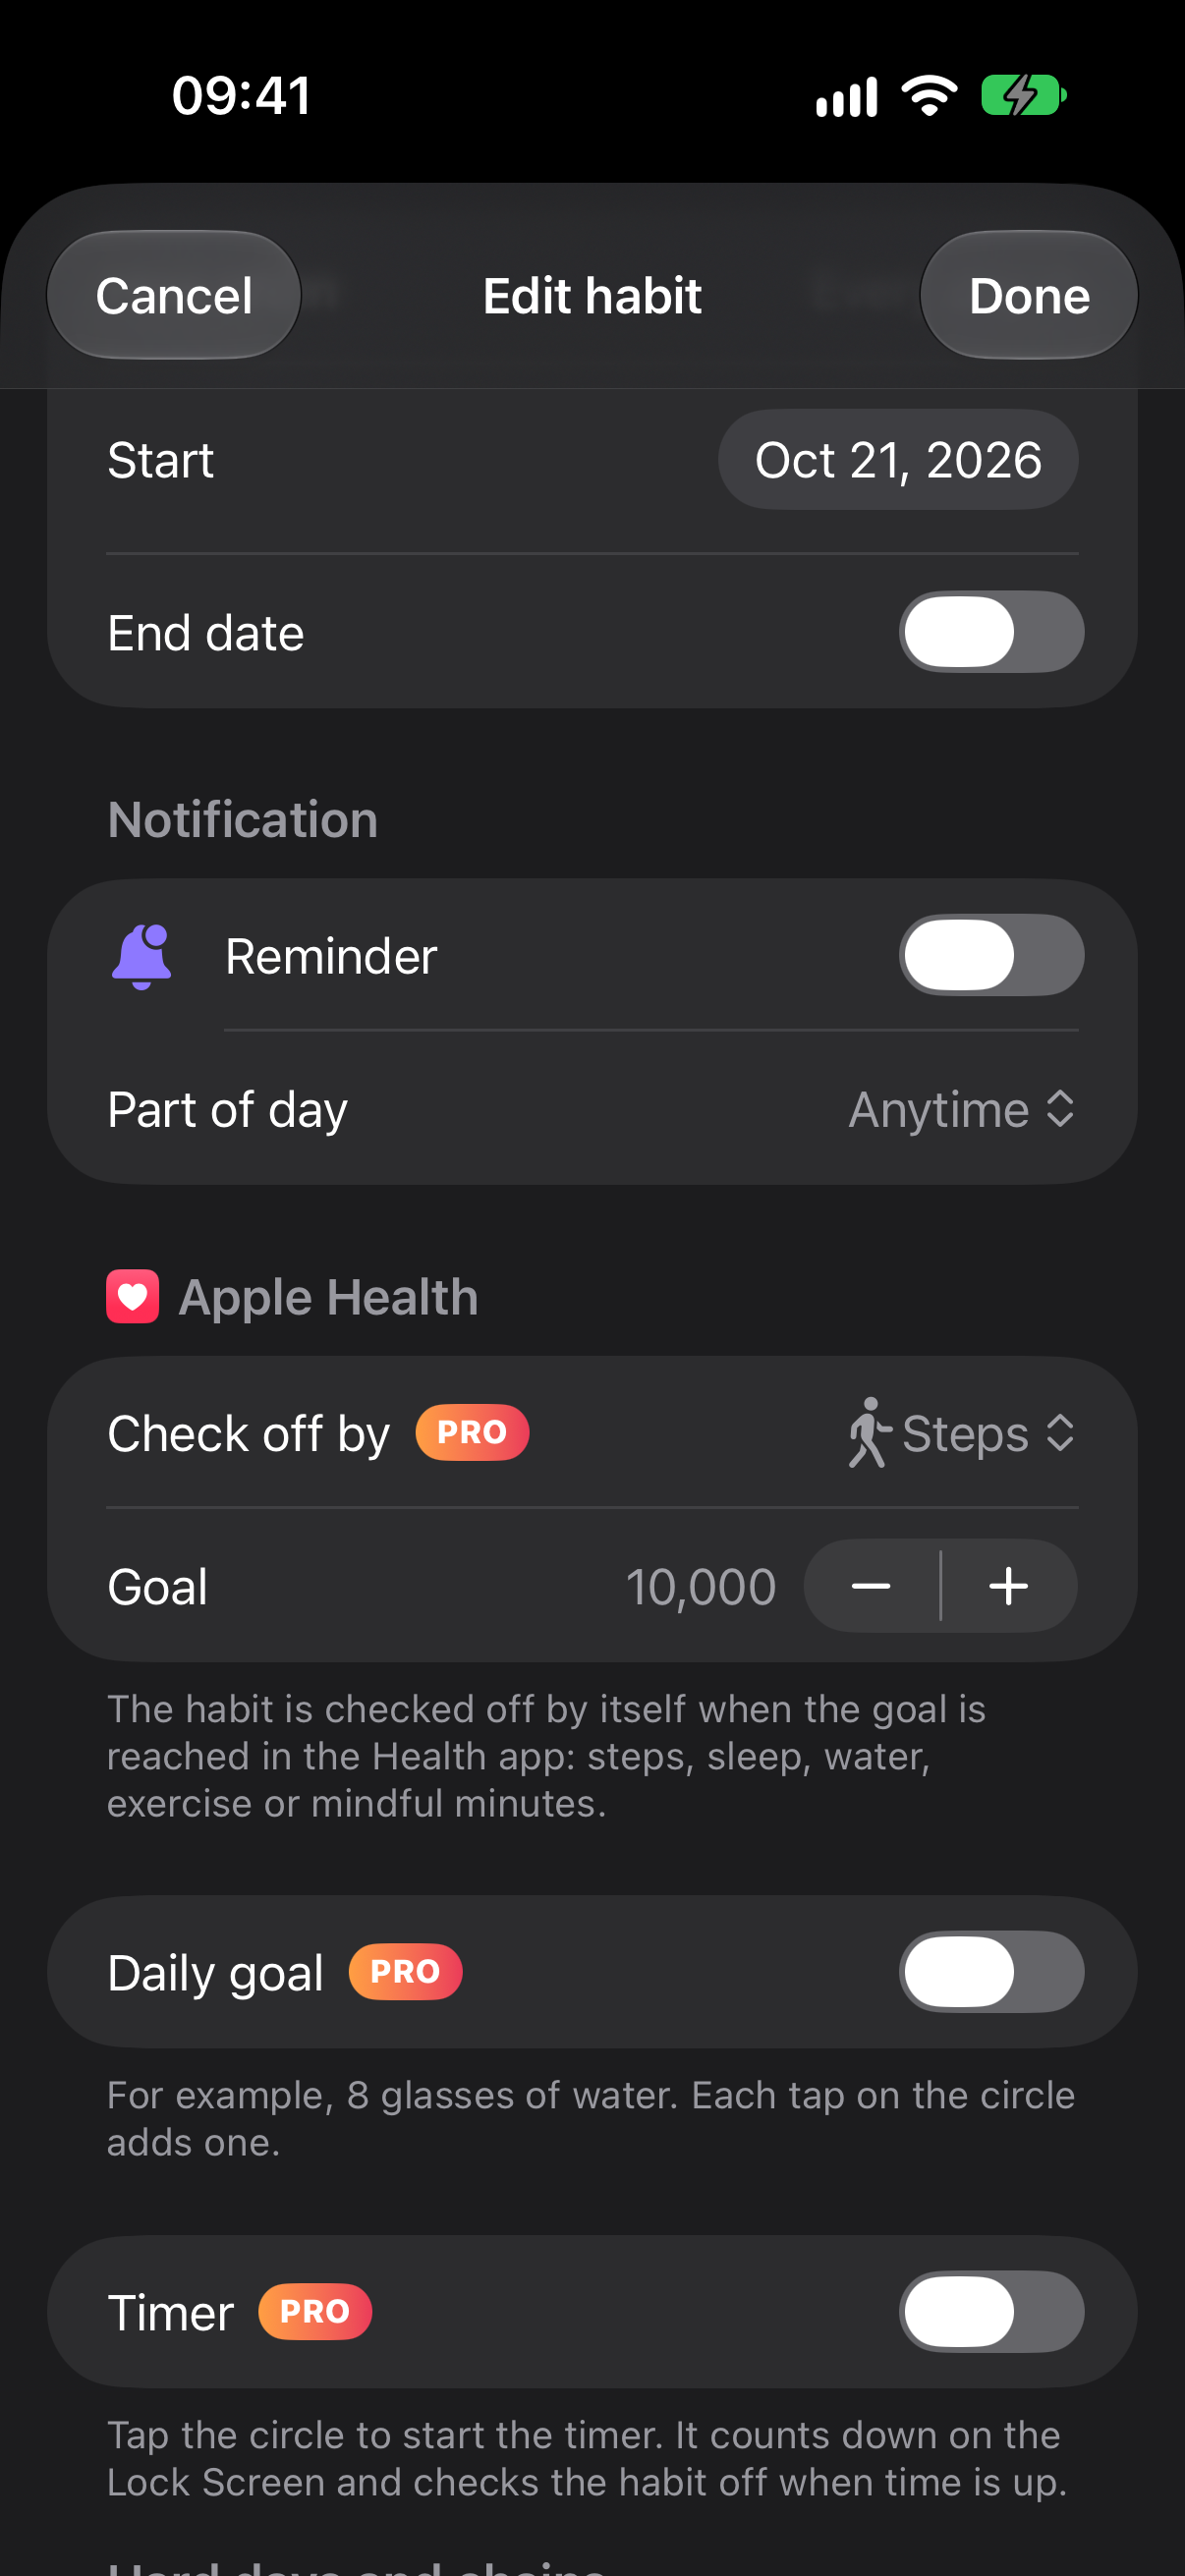 09:41
Cancel
Edit habit
Done
Start
Oct 21, 2026
End date
Notification
Reminder
Part of day
Anytime
Apple Health
Check off by
PRO
Steps
Goal
10,000
The habit is checked off by itself when the goal is
reached in the Health app: steps, sleep, water,
exercise or mindful minutes.
Daily goal
PRO
For example, 8 glasses of water. Each tap on the circle
adds one.
Timer
PRO
Tap the circle to start the timer. It counts down on the
Lock Screen and checks the habit off when time is up.
Hard days and chains